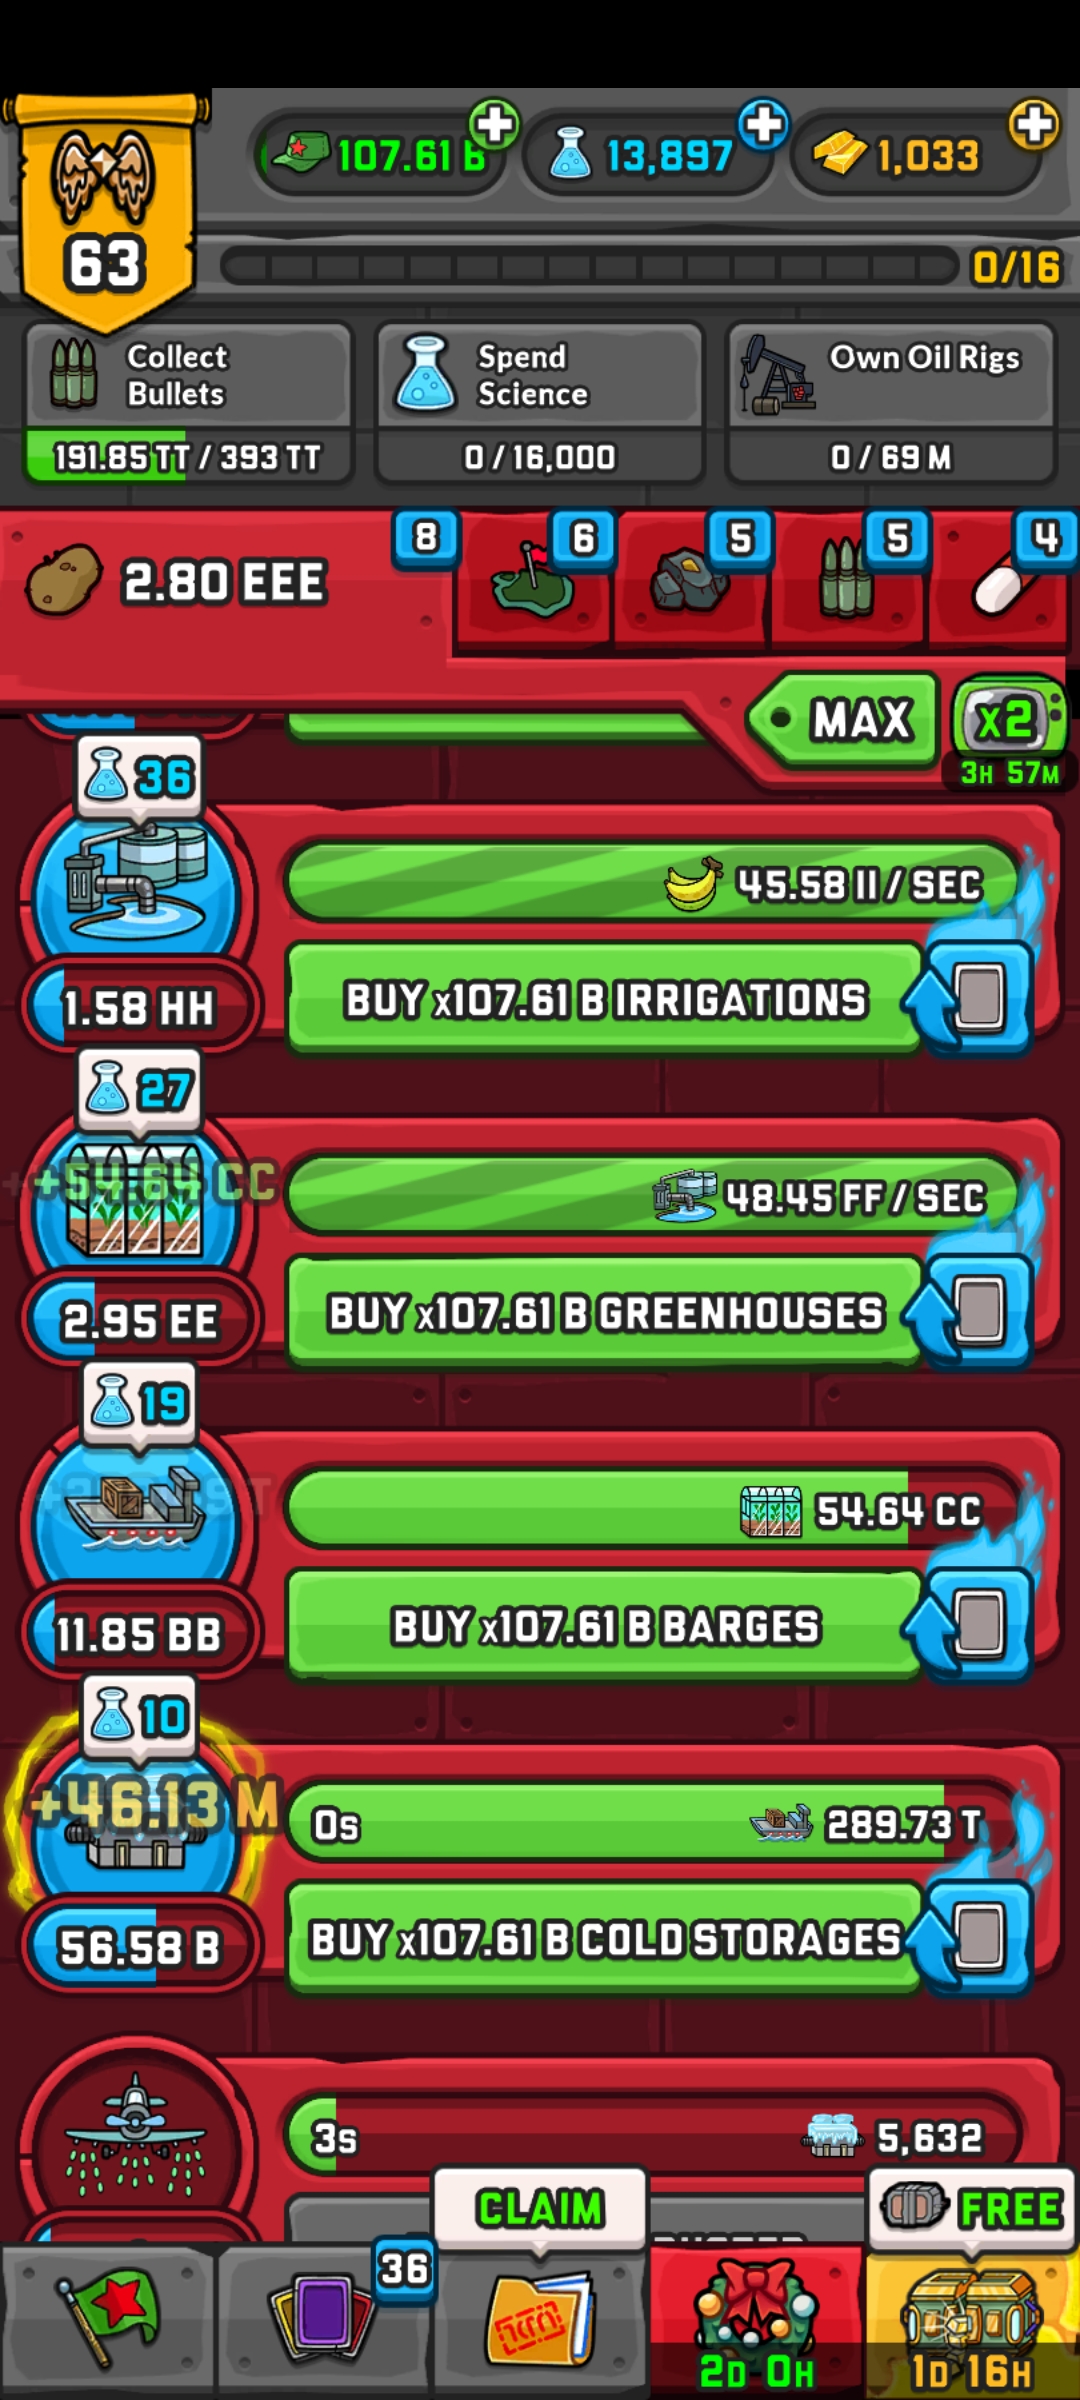 63
107.61 B
13,897
1,033
0/16
Collect
Bullets
191.85 TT / 393 TT
Spend
Science
0 / 16,000
Own Oil Rigs
0 / 69 M
2.80 EEE
8
6
5
5
4
MAX
x2
3H 57M
36
45.58 II / SEC
BUY x107.61 B IRRIGATIONS
1.58 HH
27
+54.64 CC
48.45 FF / SEC
BUY x107.61 B GREENHOUSES
2.95 EE
19
54.64 CC
BUY x107.61 B BARGES
11.85 BB
10
+46.13 M
0s
289.73 T
BUY x107.61 B COLD STORAGES
56.58 B
3s
5,632
CLAIM
FREE
36
2D 0H
1D 16H